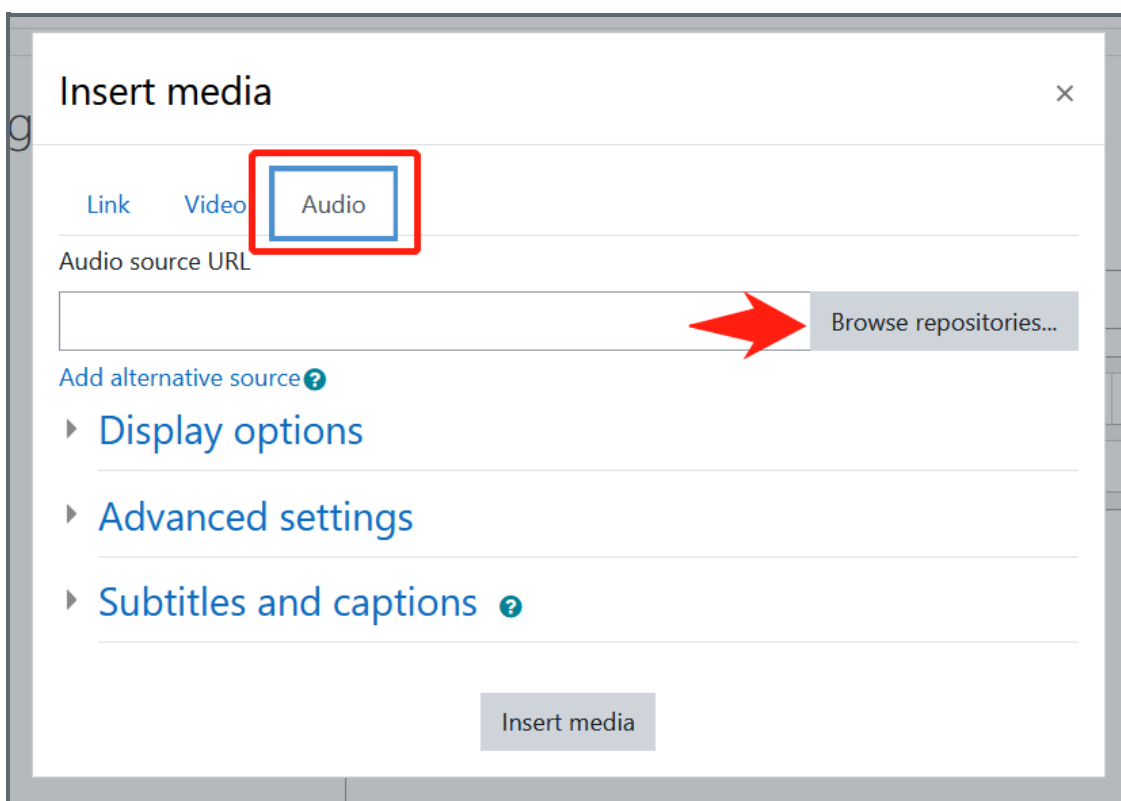 Insert media
×
g
Link Video Audio
Audio source URL
Browse repositories...
Add alternative source ?
Display options
Advanced settings
Subtitles and captions ?
Insert media